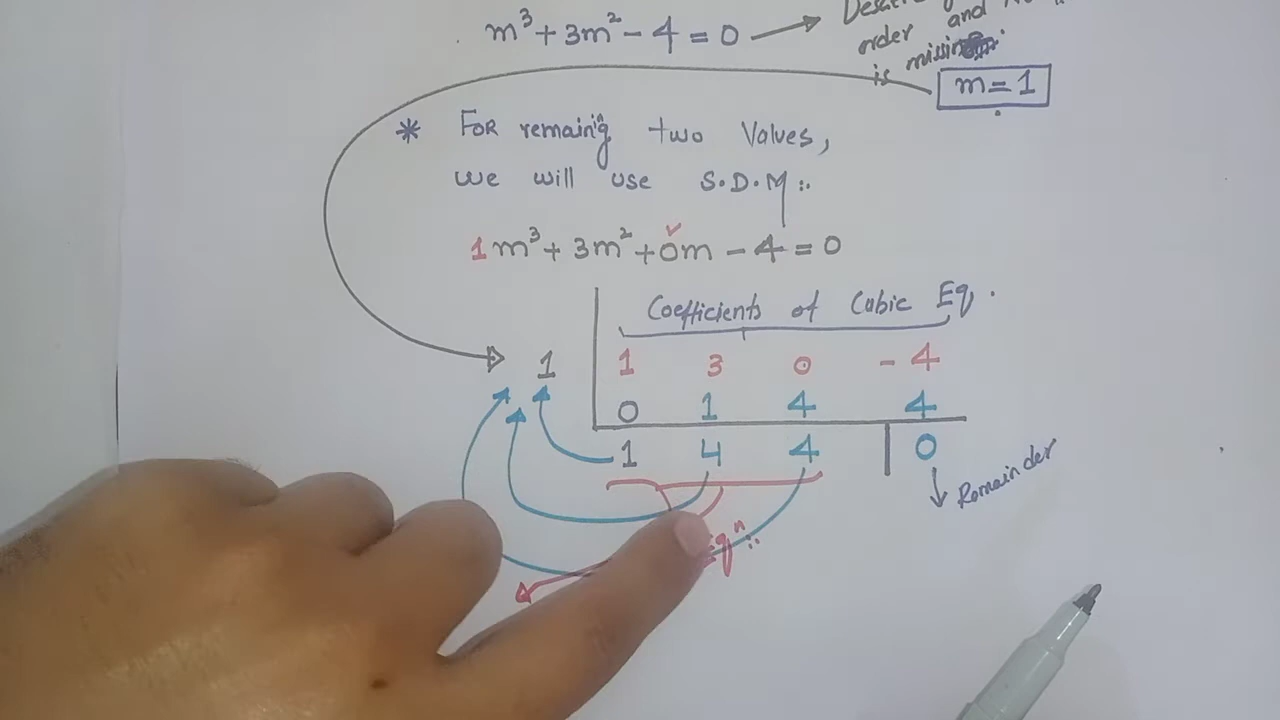 m³ + 3m² - 4 = 0
order and
is missing
m = 1
* For remaing two Values,
we will use S.D.M:.
1m³ + 3m² + 0m - 4 = 0
Coefficients of Cubic Eq.
1 1 3 0 -4
0 1 4 4
1 4 4 0
Remainder